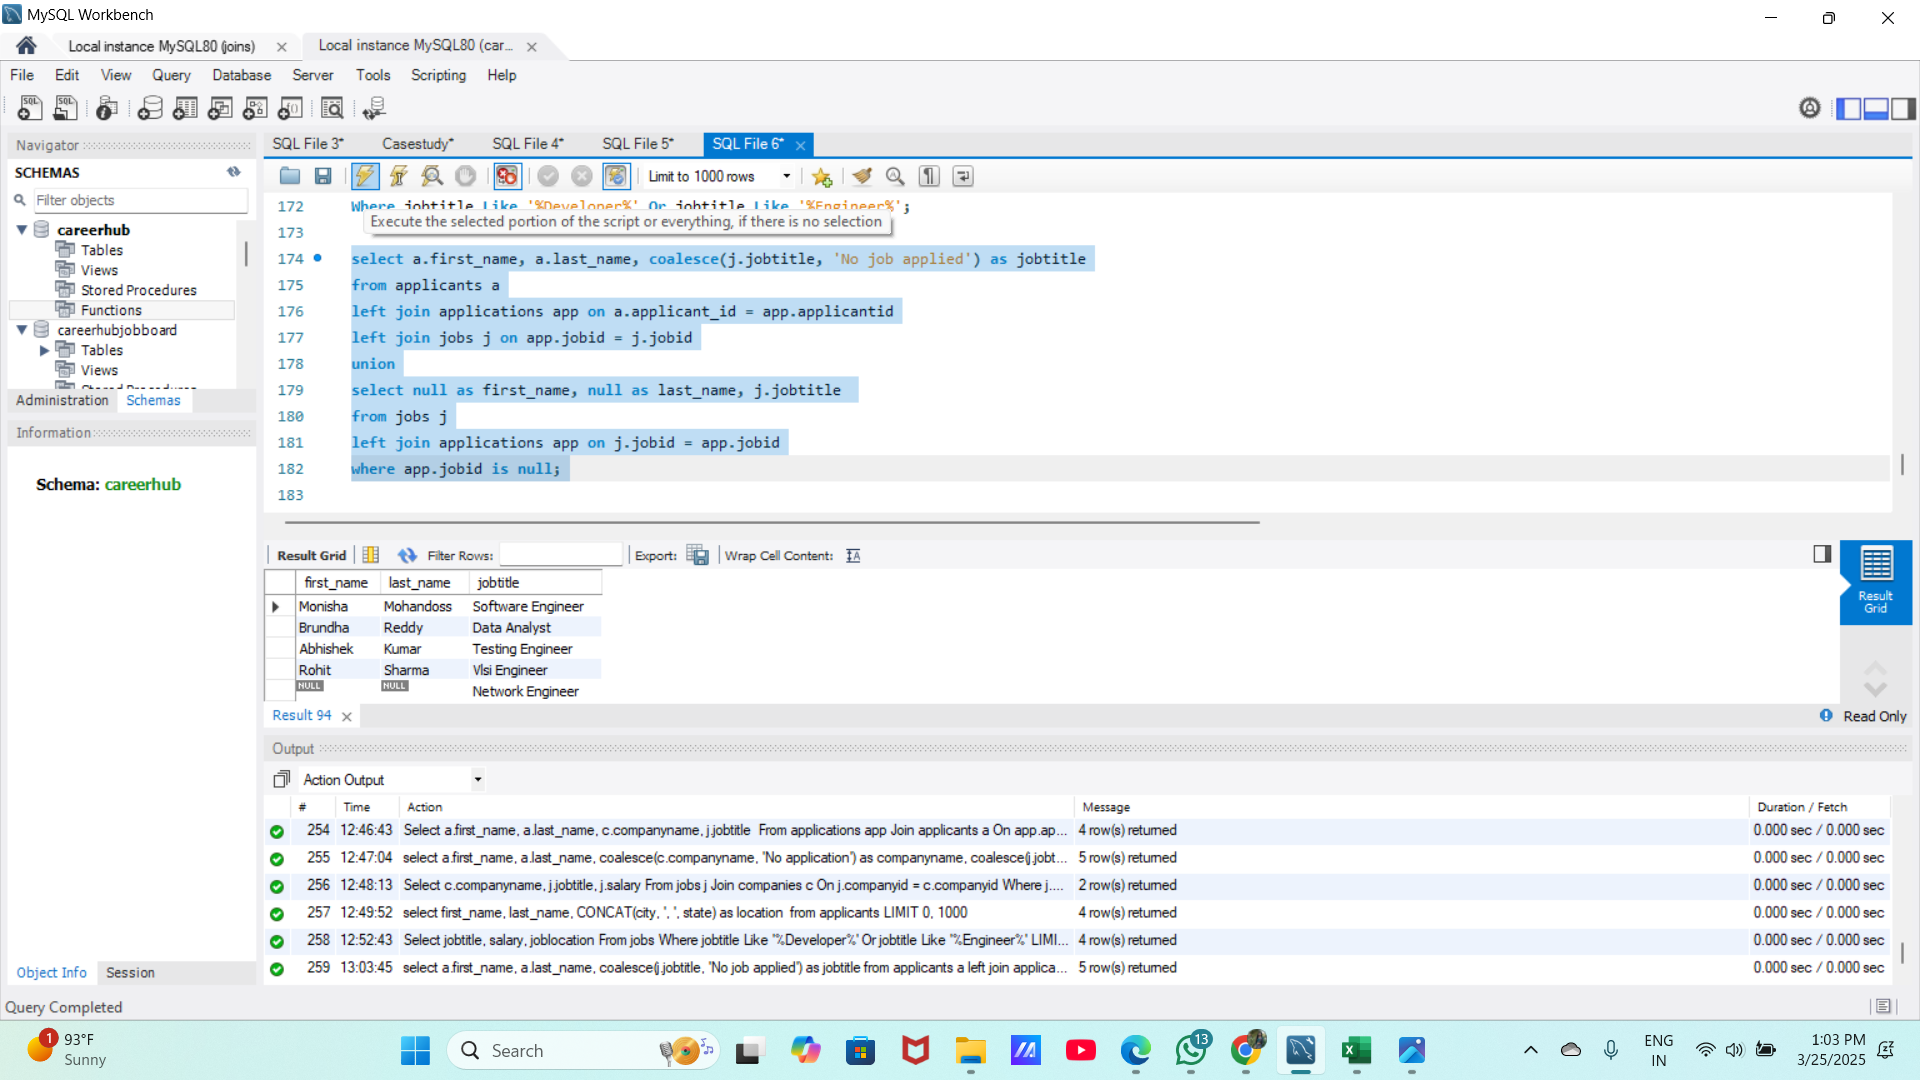 MySQL Workbench
Local instance MySQL80 (joins)
Local instance MySQL80 (car...
File Edit View Query Database Server Tools Scripting Help
Navigator
SCHEMAS
Filter objects
careerhub
Tables
Views
Stored Procedures
Functions
careerhubjobboard
Tables
Views
Stored Procedures
Administration Schemas
Information
Schema: careerhub
Object Info Session
SQL File 3* Casestudy* SQL File 4* SQL File 5* SQL File 6*
Limit to 1000 rows
172 Where jobtitle Like '%Developer%' Or jobtitle Like '%Engineer%';
Execute the selected portion of the script or everything, if there is no selection
173
174 select a.first_name, a.last_name, coalesce(j.jobtitle, 'No job applied') as jobtitle
175 from applicants a
176 left join applications app on a.applicant_id = app.applicantid
177 left join jobs j on app.jobid = j.jobid
178 union
179 select null as first_name, null as last_name, j.jobtitle
180 from jobs j
181 left join applications app on j.jobid = app.jobid
182 where app.jobid is null;
183
Result Grid Filter Rows: Export: Wrap Cell Content:
first_name last_name jobtitle
Monisha Mohandoss Software Engineer
Brundha Reddy Data Analyst
Abhishek Kumar Testing Engineer
Rohit Sharma Vlsi Engineer
NULL NULL Network Engineer
Result Grid
Result 94
Read Only
Output
Action Output
# Time Action Message Duration / Fetch
254 12:46:43 Select a.first_name, a.last_name, c.companyname, j.jobtitle From applications app Join applicants a On app.ap... 4 row(s) returned 0.000 sec / 0.000 sec
255 12:47:04 select a.first_name, a.last_name, coalesce(c.companyname, 'No application') as companyname, coalesce(j.jobt... 5 row(s) returned 0.000 sec / 0.000 sec
256 12:48:13 Select c.companyname, j.jobtitle, j.salary From jobs j Join companies c On j.companyid = c.companyid Where j.... 2 row(s) returned 0.000 sec / 0.000 sec
257 12:49:52 select first_name, last_name, CONCAT(city, ', ', state) as location from applicants LIMIT 0, 1000 4 row(s) returned 0.000 sec / 0.000 sec
258 12:52:43 Select jobtitle, salary, joblocation From jobs Where jobtitle Like '%Developer%' Or jobtitle Like '%Engineer%' LIMI... 4 row(s) returned 0.000 sec / 0.000 sec
259 13:03:45 select a.first_name, a.last_name, coalesce(j.jobtitle, 'No job applied') as jobtitle from applicants a left join applica... 5 row(s) returned 0.000 sec / 0.000 sec
Query Completed
1
93°F
Sunny
Search
13
ENG
IN
1:03 PM
3/25/2025